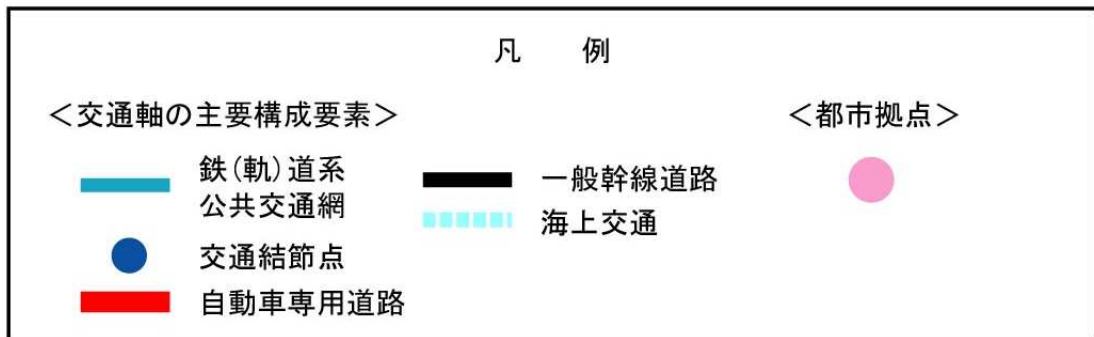 凡 例
＜交通軸の主要構成要素＞
鉄(軌)道系
公共交通網
交通結節点
自動車専用道路
一般幹線道路
海上交通
＜都市拠点＞